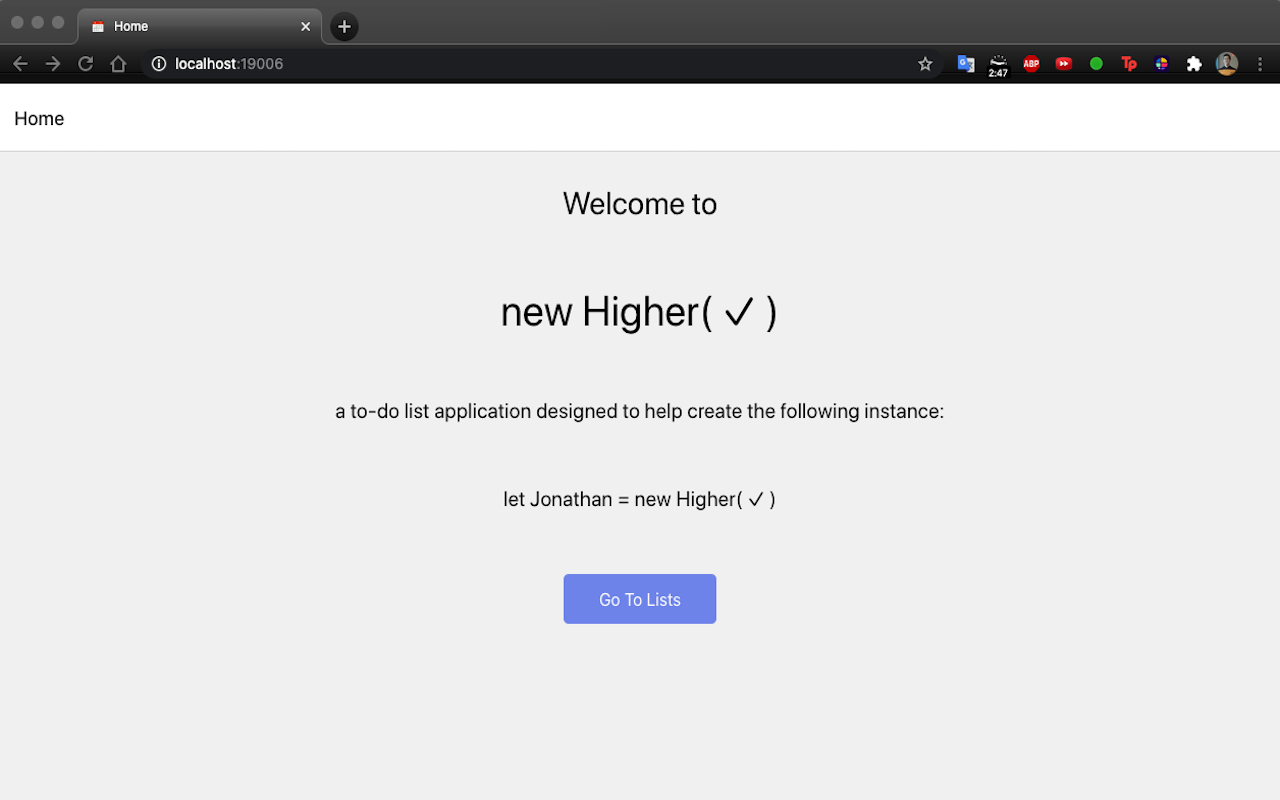 Home
localhost:19006
2:47
ABP
Tp
Home
Welcome to
new Higher( ✓ )
a to-do list application designed to help create the following instance:
let Jonathan = new Higher( ✓ )
Go To Lists